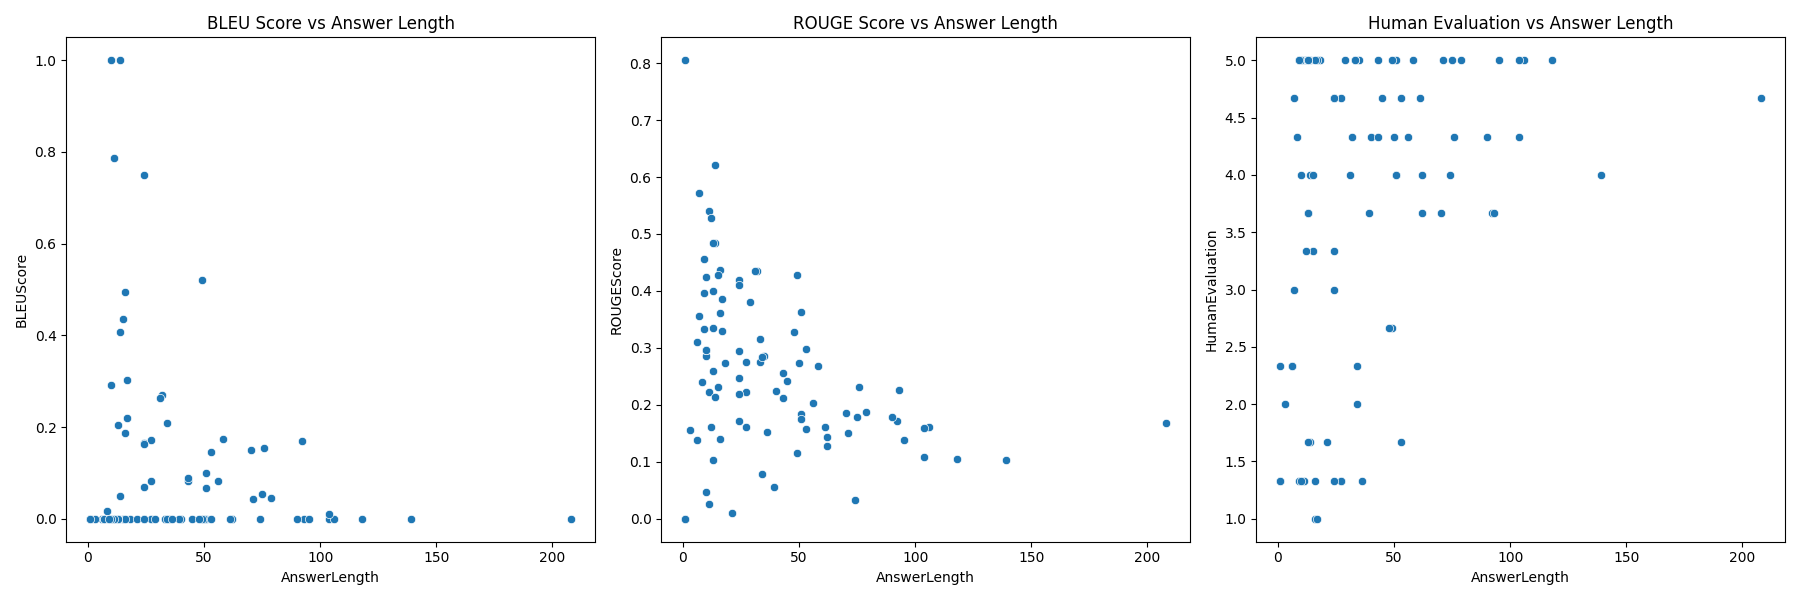 BLEU Score vs Answer Length
1.0
0.8
0.6
0.4
0.2
0.0
BLEUScore
0 50 100 150 200
AnswerLength
ROUGE Score vs Answer Length
0.8
0.7
0.6
0.5
0.4
0.3
0.2
0.1
0.0
ROUGEScore
0 50 100 150 200
AnswerLength
Human Evaluation vs Answer Length
5.0
4.5
4.0
3.5
3.0
2.5
2.0
1.5
1.0
HumanEvaluation
0 50 100 150 200
AnswerLength